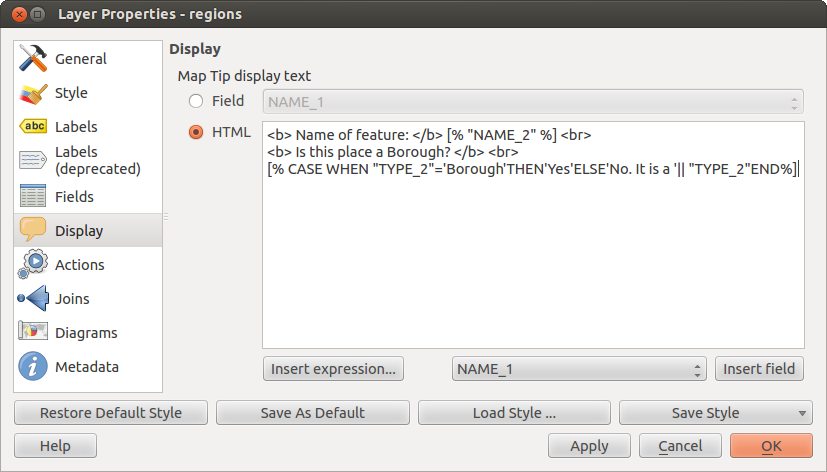 Layer Properties - regions
General
Style
abc
Labels
Labels
(deprecated)
Fields
Display
Actions
Joins
Diagrams
Metadata
Display
Map Tip display text
Field
NAME_1
HTML
<b> Name of feature: </b> [% "NAME_2" %] <br>
<b> Is this place a Borough? </b> <br>
[% CASE WHEN "TYPE_2"='Borough'THEN'Yes'ELSE'No. It is a '|| "TYPE_2"END%]
Insert expression...
NAME_1
Insert field
Restore Default Style
Save As Default
Load Style ...
Save Style
Help
Apply
Cancel
OK